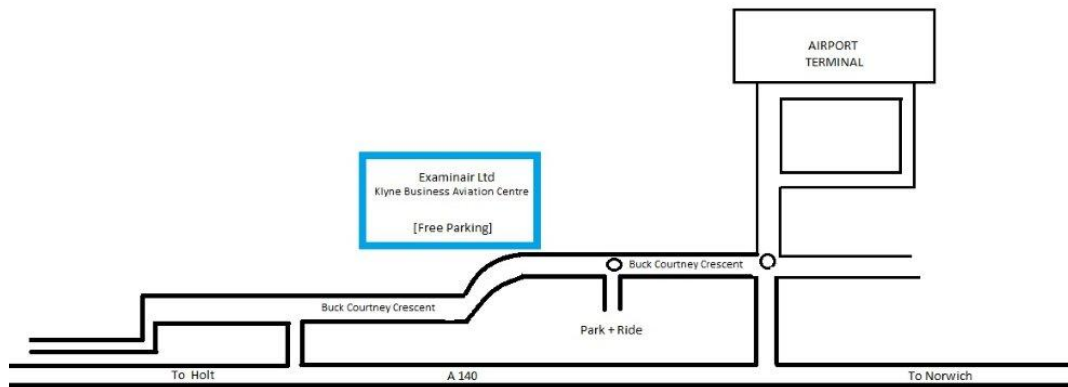 AIRPORT
TERMINAL
Examinair Ltd
Klyne Business Aviation Centre
[Free Parking]
Buck Courtney Crescent
Buck Courtney Crescent
Park + Ride
To Holt
A 140
To Norwich